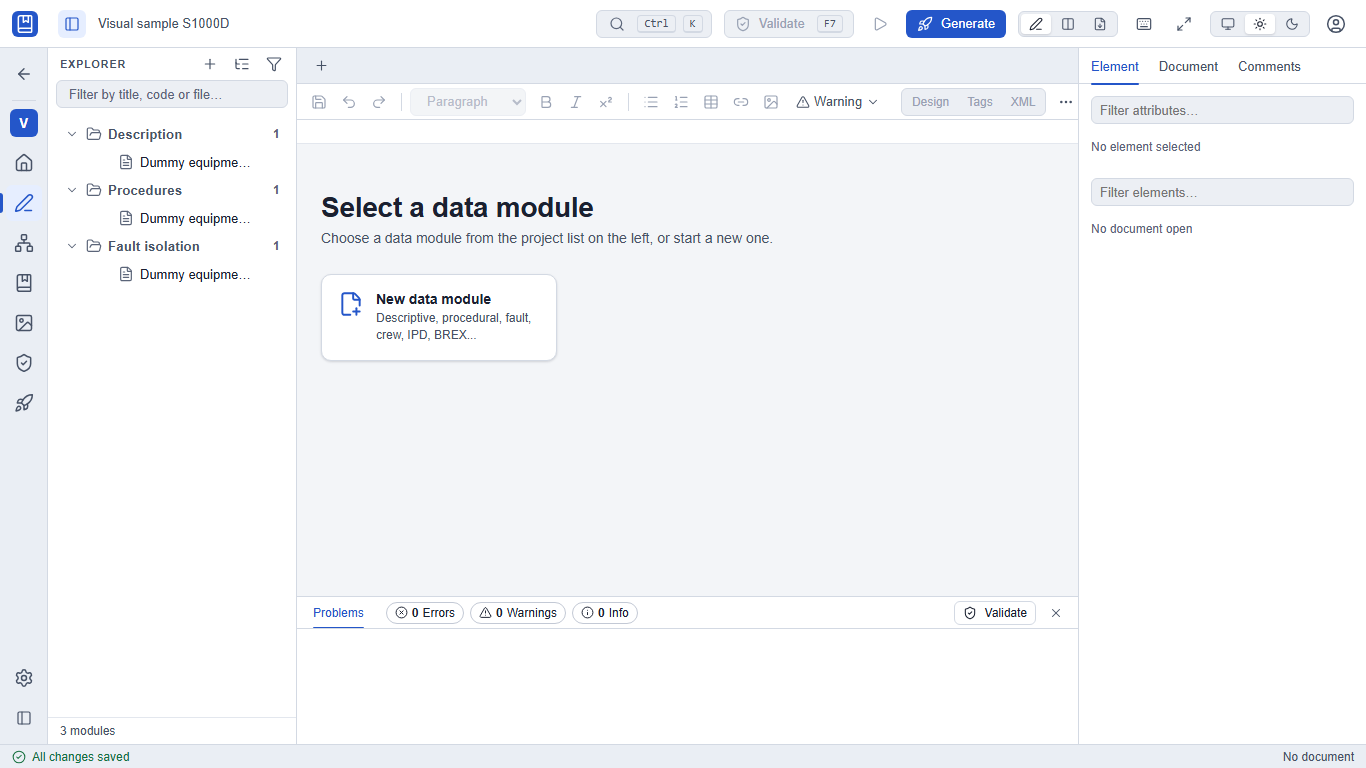 Visual sample S1000D
Ctrl K
Validate F7
Generate
EXPLORER
Filter by title, code or file…
V
Description 1
Dummy equipme…
Procedures 1
Dummy equipme…
Fault isolation 1
Dummy equipme…
3 modules
Paragraph
Warning
Design Tags XML
Select a data module
Choose a data module from the project list on the left, or start a new one.
New data module
Descriptive, procedural, fault,
crew, IPD, BREX...
Problems
0 Errors
0 Warnings
0 Info
Validate
Element Document Comments
Filter attributes…
No element selected
Filter elements…
No document open
All changes saved
No document